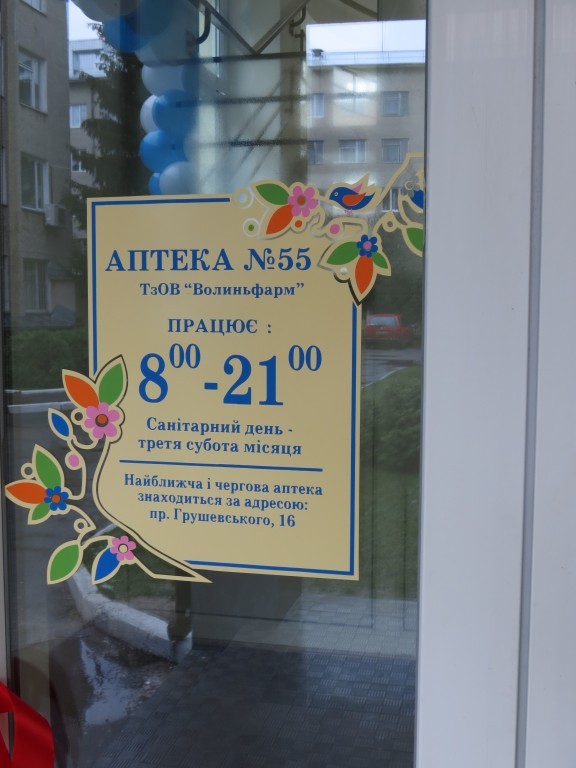 АПТЕКА №55
ТзОВ “Волиньфарм”
ПРАЦЮЄ :
8⁰⁰ -21⁰⁰
Санітарний день -
третя субота місяця
Найближча і чергова аптека
знаходиться за адресою:
пр. Грушевського, 16